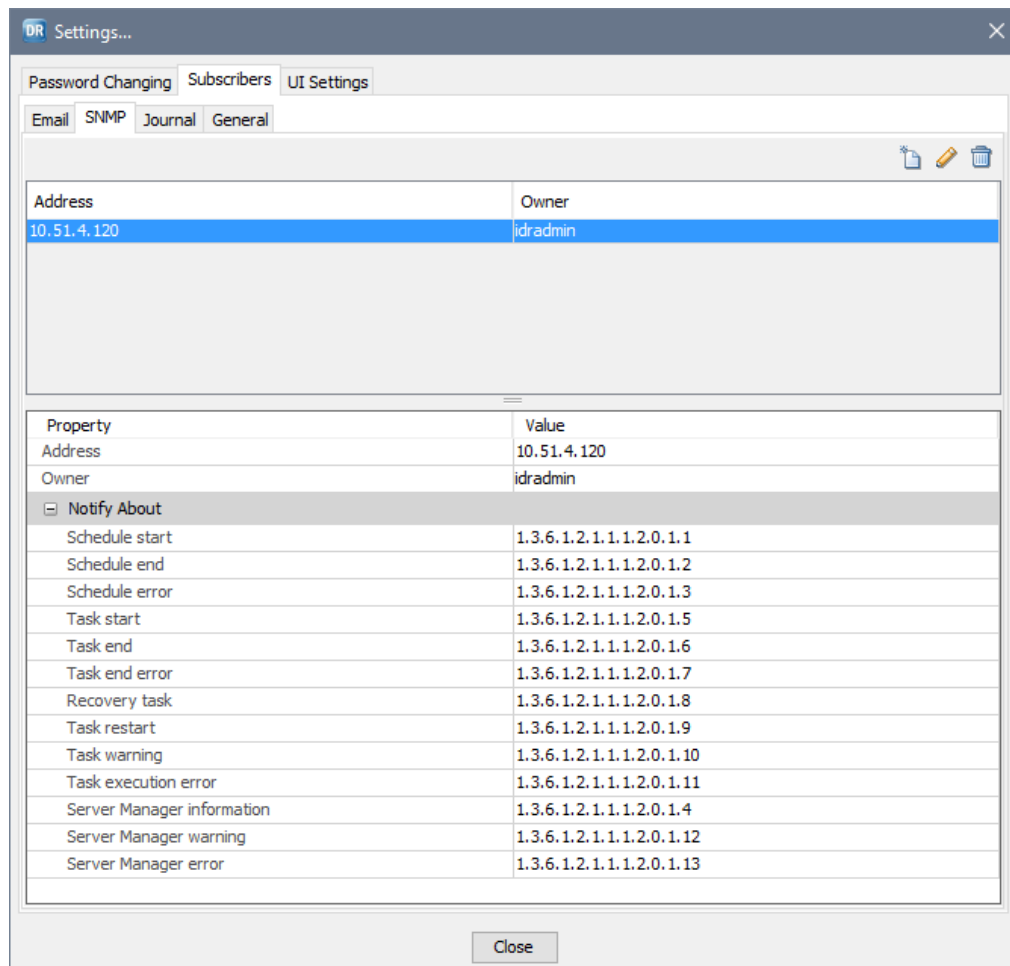 DR Settings...
Password Changing Subscribers UI Settings
Email SNMP Journal General
Address Owner
10.51.4.120 idradmin
Property Value
Address 10.51.4.120
Owner idradmin
Notify About
Schedule start 1.3.6.1.2.1.1.1.2.0.1.1
Schedule end 1.3.6.1.2.1.1.1.2.0.1.2
Schedule error 1.3.6.1.2.1.1.1.2.0.1.3
Task start 1.3.6.1.2.1.1.1.2.0.1.5
Task end 1.3.6.1.2.1.1.1.2.0.1.6
Task end error 1.3.6.1.2.1.1.1.2.0.1.7
Recovery task 1.3.6.1.2.1.1.1.2.0.1.8
Task restart 1.3.6.1.2.1.1.1.2.0.1.9
Task warning 1.3.6.1.2.1.1.1.2.0.1.10
Task execution error 1.3.6.1.2.1.1.1.2.0.1.11
Server Manager information 1.3.6.1.2.1.1.1.2.0.1.4
Server Manager warning 1.3.6.1.2.1.1.1.2.0.1.12
Server Manager error 1.3.6.1.2.1.1.1.2.0.1.13
Close